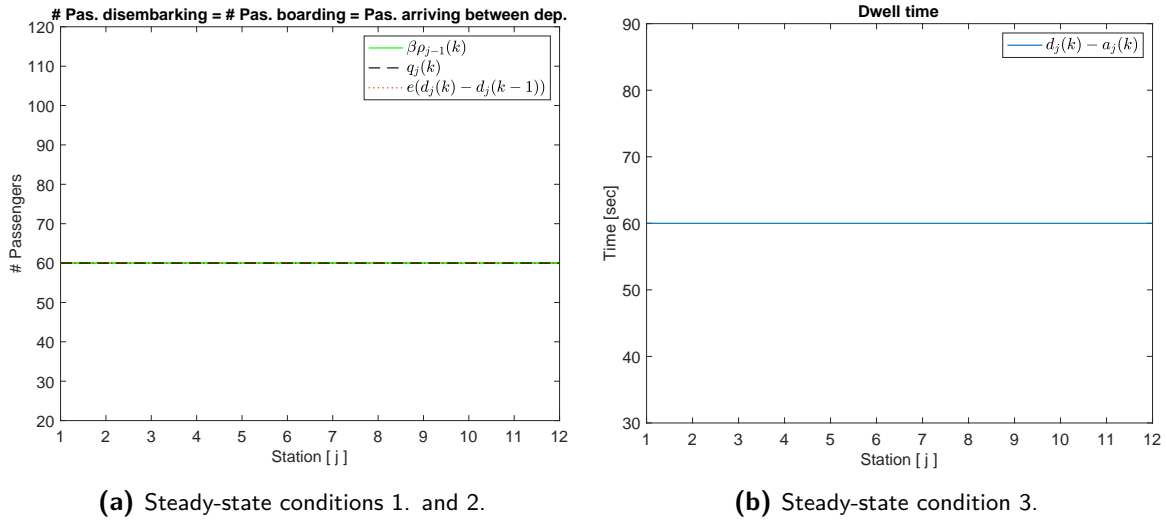 # Pas. disembarking = # Pas. boarding = Pas. arriving between dep.
120
110
100
90
80
70
60
50
40
30
20
# Passengers
βρ_{j−1}(k)
q_j(k)
e(d_j(k) − d_j(k − 1))
1 2 3 4 5 6 7 8 9 10 11 12
Station [ j ]
(a) Steady-state conditions 1. and 2.
Dwell time
90
80
70
60
50
40
30
Time [sec]
d_j(k) − a_j(k)
1 2 3 4 5 6 7 8 9 10 11 12
Station [ j ]
(b) Steady-state condition 3.